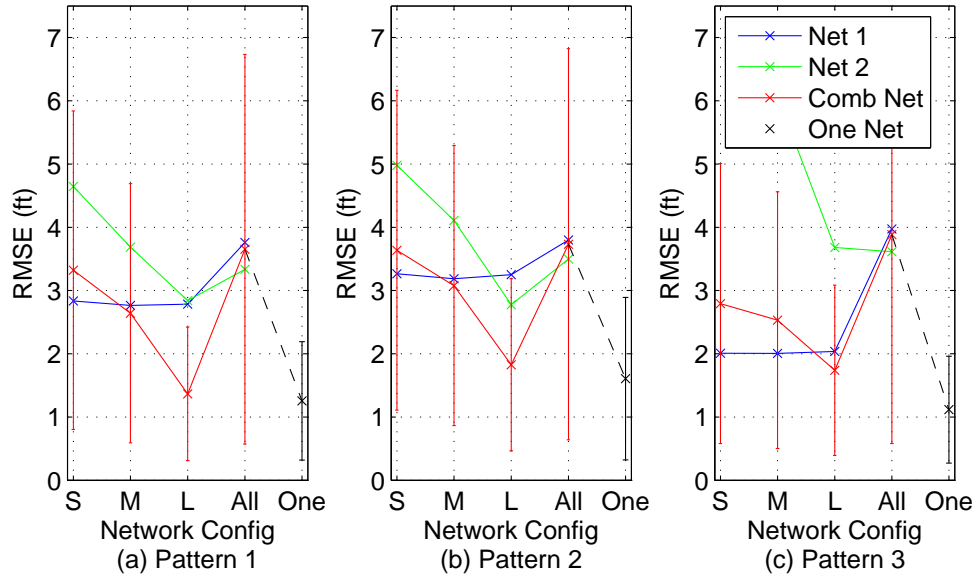 7
6
5
4
3
2
1
0
RMSE (ft)
S M L All One
Network Config
(a) Pattern 1
7
6
5
4
3
2
1
0
RMSE (ft)
S M L All One
Network Config
(b) Pattern 2
7
6
5
4
3
2
1
0
RMSE (ft)
Net 1
Net 2
Comb Net
One Net
S M L All One
Network Config
(c) Pattern 3